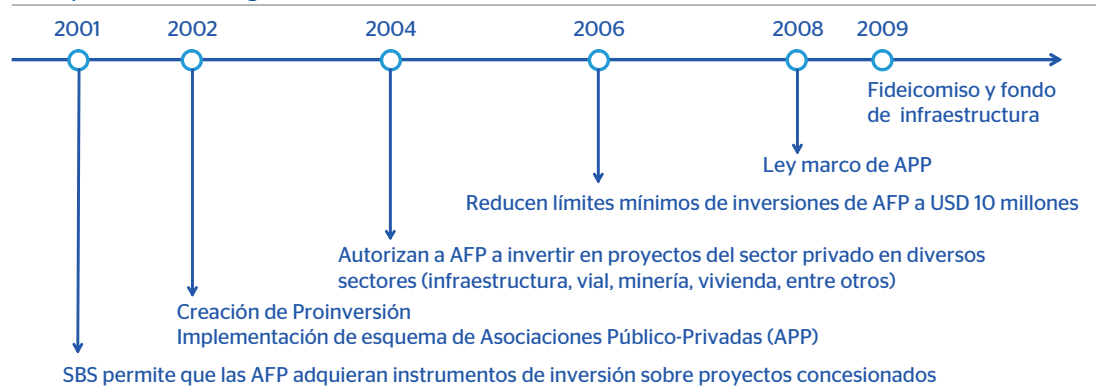 2001 2002 2004 2006 2008 2009
Fideicomiso y fondo
de infraestructura
Ley marco de APP
Reducen límites mínimos de inversiones de AFP a USD 10 millones
Autorizan a AFP a invertir en proyectos del sector privado en diversos
sectores (infraestructura, vial, minería, vivienda, entre otros)
Creación de Proinversión
Implementación de esquema de Asociaciones Público-Privadas (APP)
SBS permite que las AFP adquieran instrumentos de inversión sobre proyectos concesionados